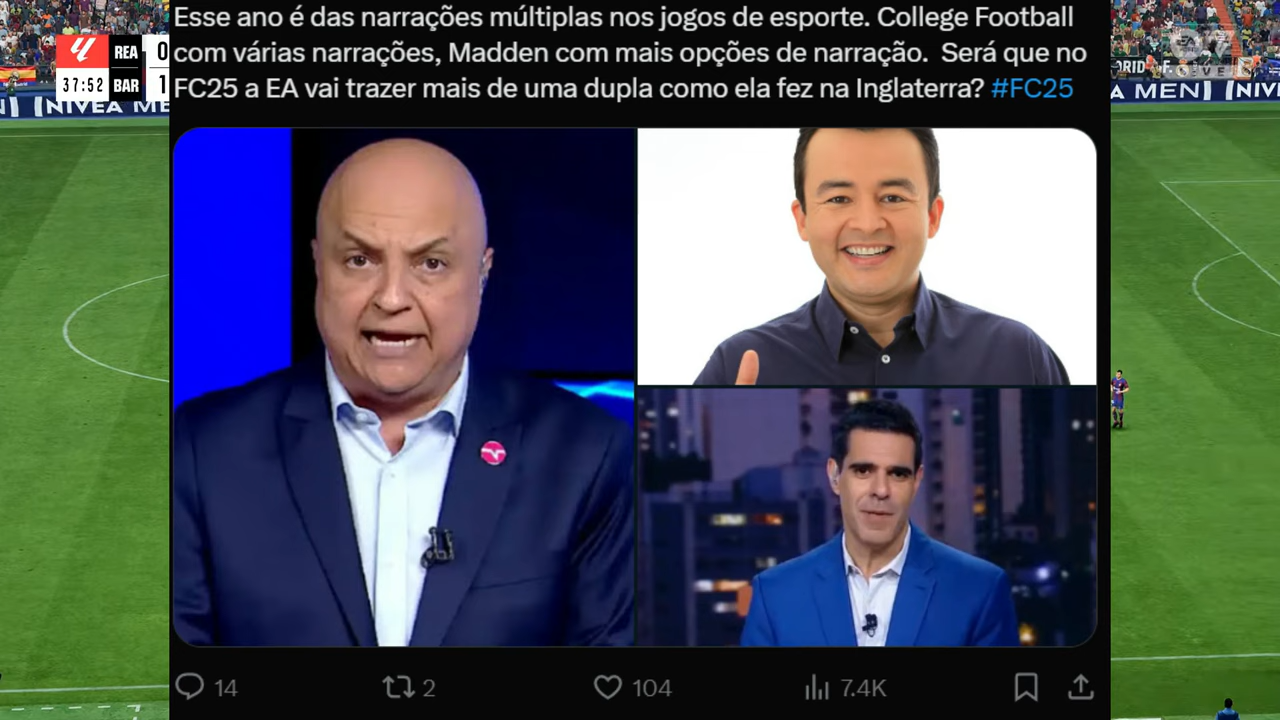 Esse ano é das narrações múltiplas nos jogos de esporte. College Football
com várias narrações, Madden com mais opções de narração.  Será que no
FC25 a EA vai trazer mais de uma dupla como ela fez na Inglaterra? #FC25
REA 0
37:52 BAR 1
NIVEA ME
A MEN
NIVE
14
2
104
7.4K